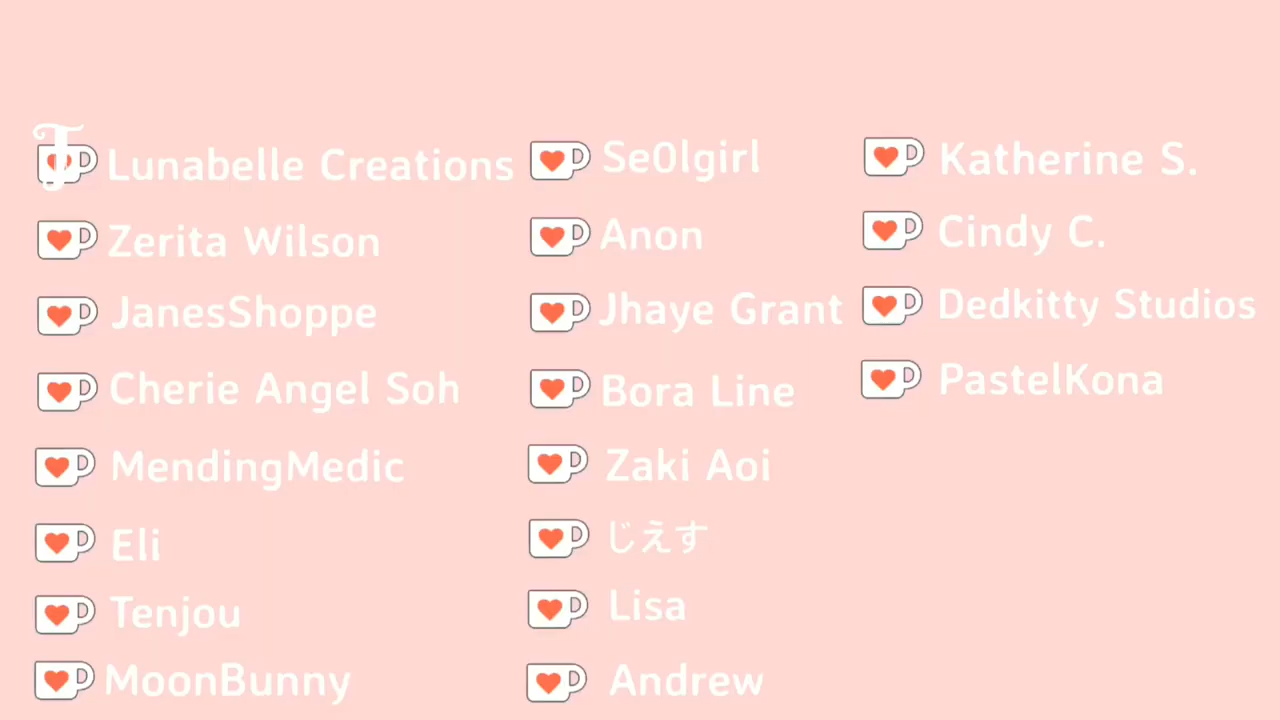 T
Lunabelle Creations
Zerita Wilson
JanesShoppe
Cherie Angel Soh
MendingMedic
Eli
Tenjou
MoonBunny
Se0lgirl
Anon
Jhaye Grant
Bora Line
Zaki Aoi
じえす
Lisa
Andrew
Katherine S.
Cindy C.
Dedkitty Studios
PastelKona